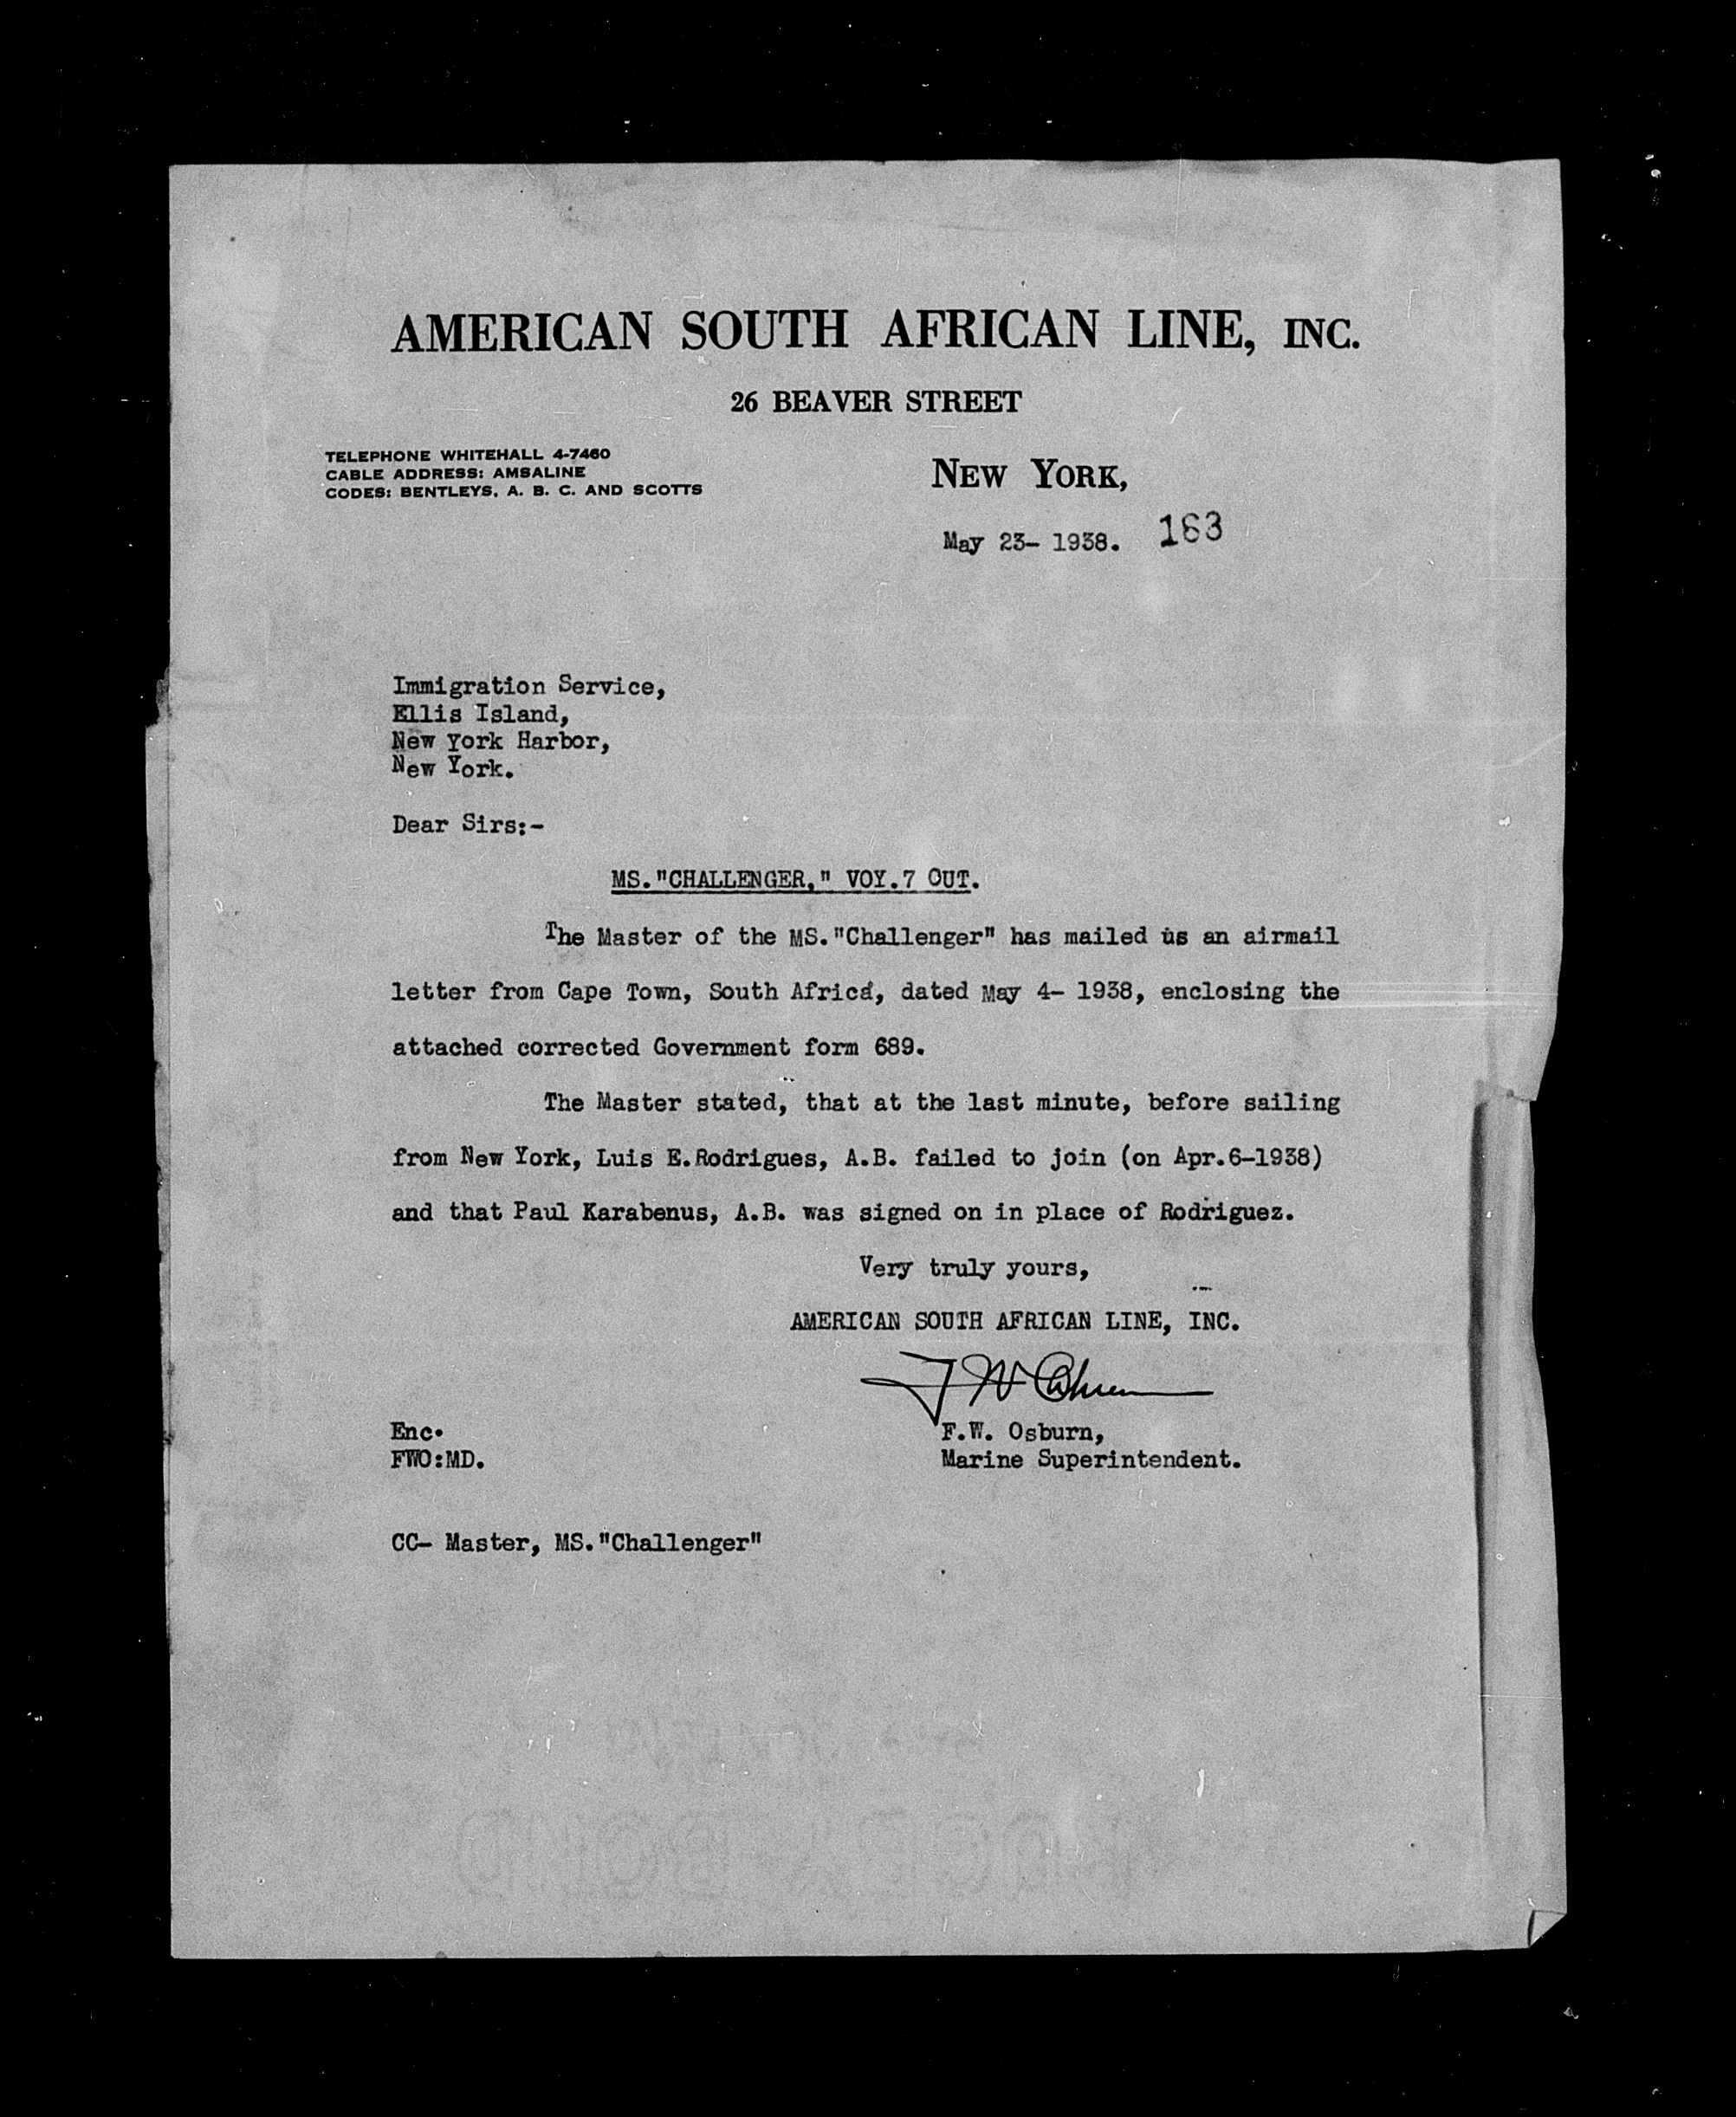 AMERICAN SOUTH AFRICAN LINE, INC.
26 BEAVER STREET
TELEPHONE WHITEHALL 4-7460
CABLE ADDRESS: AMSALINE
CODES: BENTLEYS, A. B. C. AND SCOTTS
NEW YORK,
May 23- 1938. 163
Immigration Service,
Ellis Island,
New York Harbor,
New York.
Dear Sirs:-
MS."CHALLENGER," VOY.7 OUT.
The Master of the MS."Challenger" has mailed us an airmail
letter from Cape Town, South Africa, dated May 4- 1938, enclosing the
attached corrected Government form 689.
The Master stated, that at the last minute, before sailing
from New York, Luis E.Rodrigues, A.B. failed to join (on Apr.6-1938)
and that Paul Karabenus, A.B. was signed on in place of Rodriguez.
Very truly yours,
AMERICAN SOUTH AFRICAN LINE, INC.
Enc.
F.W. Osburn,
FWO:MD.
Marine Superintendent.
CC- Master, MS."Challenger"